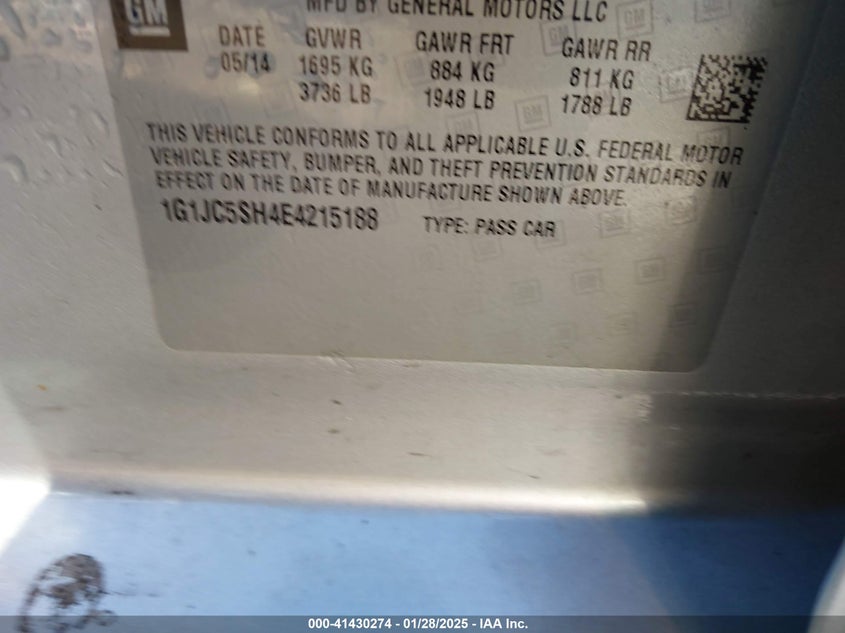 GM
MFD BY GENERAL MOTORS LLC
DATE GVWR GAWR FRT GAWR RR
05/14 1695 KG 884 KG 811 KG
3736 LB 1948 LB 1788 LB
THIS VEHICLE CONFORMS TO ALL APPLICABLE U.S. FEDERAL MOTOR
VEHICLE SAFETY, BUMPER, AND THEFT PREVENTION STANDARDS IN
EFFECT ON THE DATE OF MANUFACTURE SHOWN ABOVE.
1G1JC5SH4E4215188 TYPE: PASS CAR
000-41430274 - 01/28/2025 - IAA Inc.